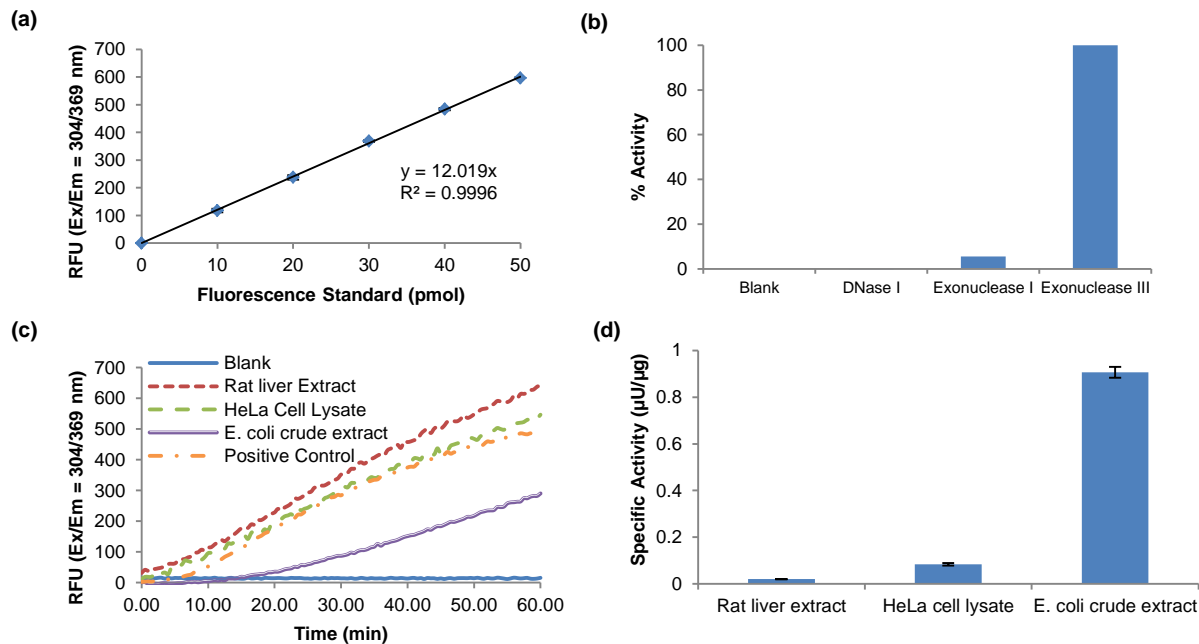 (a)
700
600
500
400
300
200
100
0
0 10 20 30 40 50
RFU (Ex/Em = 304/369 nm)
Fluorescence Standard (pmol)
y = 12.019x
R² = 0.9996
(b)
100
80
60
40
20
0
% Activity
Blank DNase I Exonuclease I Exonuclease III
(c)
700
600
500
400
300
200
100
0
RFU (Ex/Em = 304/369 nm)
Blank
Rat liver Extract
HeLa Cell Lysate
E. coli crude extract
Positive Control
0.00 10.00 20.00 30.00 40.00 50.00 60.00
Time (min)
(d)
1
0.8
0.6
0.4
0.2
0
Specific Activity (µU/µg)
Rat liver extract HeLa cell lysate E. coli crude extract